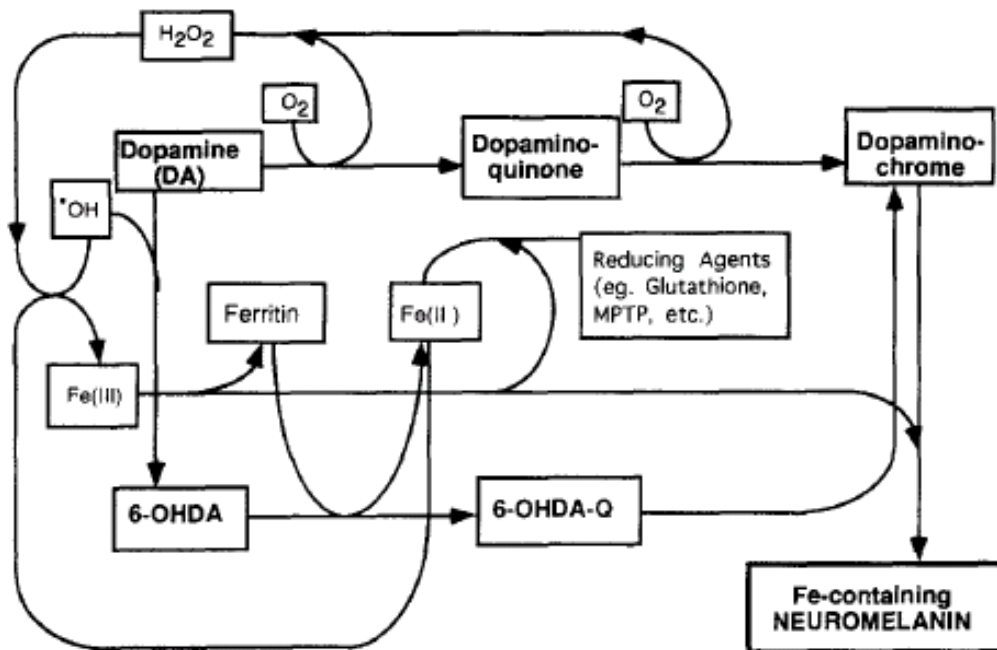 H₂O₂
O₂
O₂
Dopamine
(DA)
Dopamino-
quinone
Dopamino-
chrome
•OH
Reducing Agents
(eg. Glutathione,
MPTP, etc.)
Ferritin
Fe(II)
Fe(III)
6-OHDA
6-OHDA-Q
Fe-containing
NEUROMELANIN